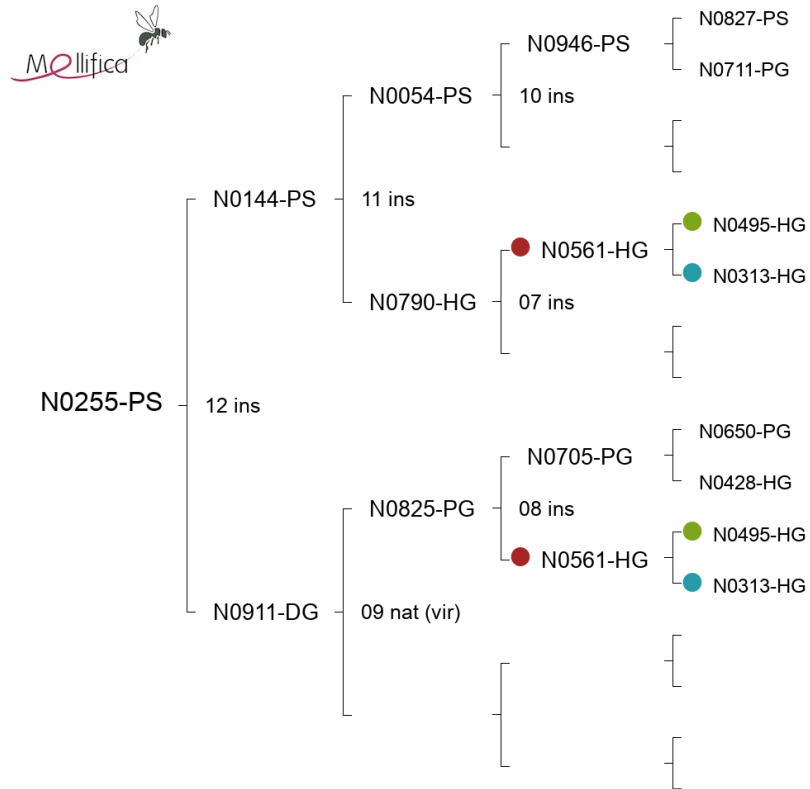 Mellifica
N0827-PS
N0946-PS
N0711-PG
N0054-PS
10 ins
N0144-PS
11 ins
N0495-HG
N0561-HG
N0313-HG
N0790-HG
07 ins
N0255-PS
12 ins
N0650-PG
N0705-PG
N0428-HG
N0825-PG
08 ins
N0495-HG
N0561-HG
N0313-HG
N0911-DG
09 nat (vir)